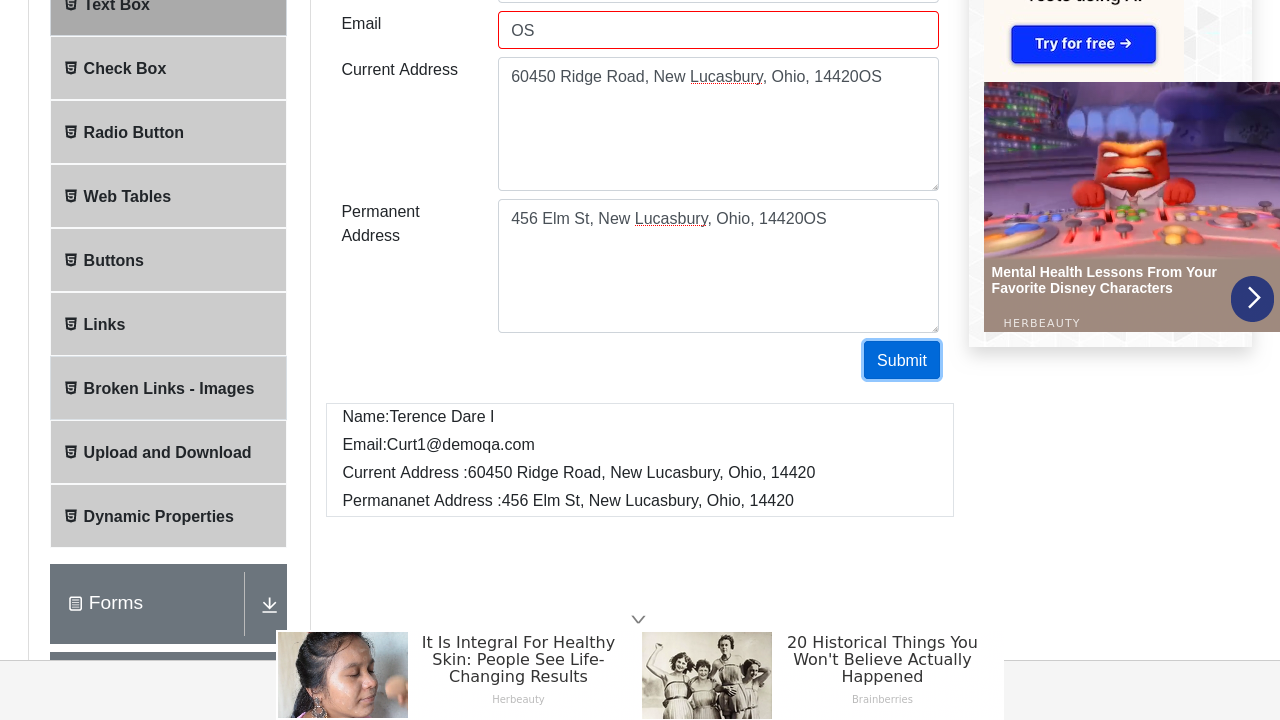 Text Box
Check Box
Radio Button
Web Tables
Buttons
Links
Broken Links - Images
Upload and Download
Dynamic Properties
Forms
Email
OS
Current Address
60450 Ridge Road, New Lucasbury, Ohio, 14420OS
Permanent
Address
456 Elm St, New Lucasbury, Ohio, 14420OS
Submit
Name:Terence Dare I
Email:Curt1@demoqa.com
Current Address :60450 Ridge Road, New Lucasbury, Ohio, 14420
Permananet Address :456 Elm St, New Lucasbury, Ohio, 14420
Try for free →
Mental Health Lessons From Your
Favorite Disney Characters
HERBEAUTY
It Is Integral For Healthy
Skin: People See Life-
Changing Results
Herbeauty
20 Historical Things You
Won't Believe Actually
Happened
Brainberries